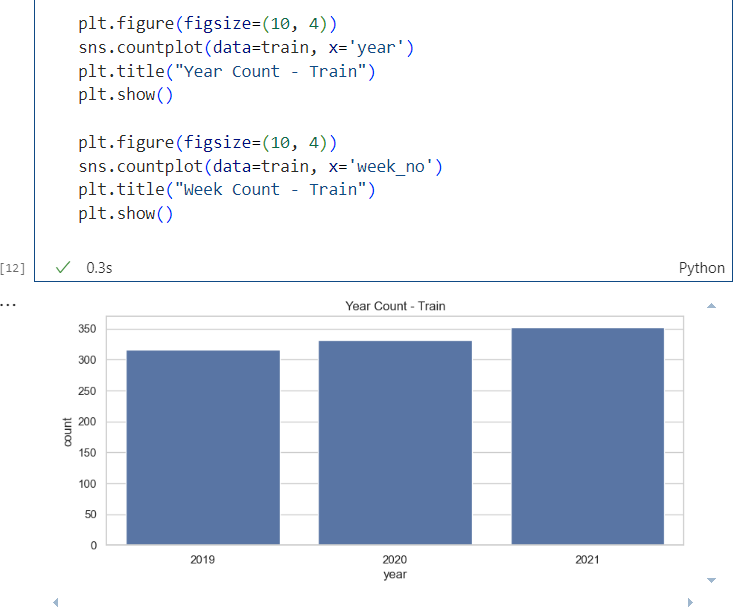 plt.figure(figsize=(10, 4))
sns.countplot(data=train, x='year')
plt.title("Year Count - Train")
plt.show()
plt.figure(figsize=(10, 4))
sns.countplot(data=train, x='week_no')
plt.title("Week Count - Train")
plt.show()
[12]
0.3s
Python
...
Year Count - Train
350
300
250
200
150
100
50
0
count
2019 2020 2021
year